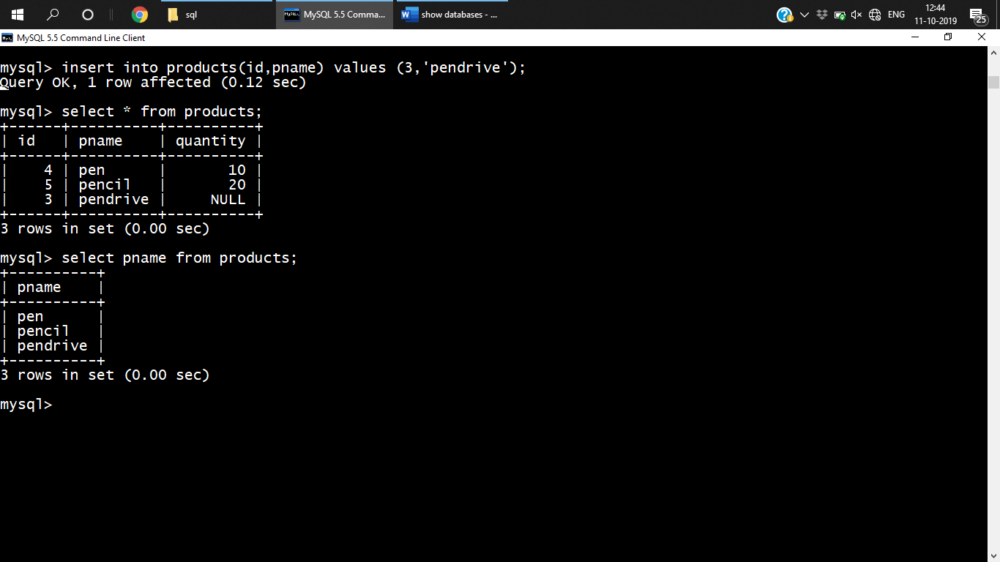 sql
MySQL 5.5 Comma...
show databases - ...
ENG
12:44
11-10-2019
25
MySQL 5.5 Command Line Client
mysql> insert into products(id,pname) values (3,'pendrive');
Query OK, 1 row affected (0.12 sec)
mysql> select * from products;
+------+----------+----------+
| id   | pname    | quantity |
+------+----------+----------+
|    4 | pen      |       10 |
|    5 | pencil   |       20 |
|    3 | pendrive |     NULL |
+------+----------+----------+
3 rows in set (0.00 sec)
mysql> select pname from products;
+----------+
| pname    |
+----------+
| pen      |
| pencil   |
| pendrive |
+----------+
3 rows in set (0.00 sec)
mysql>